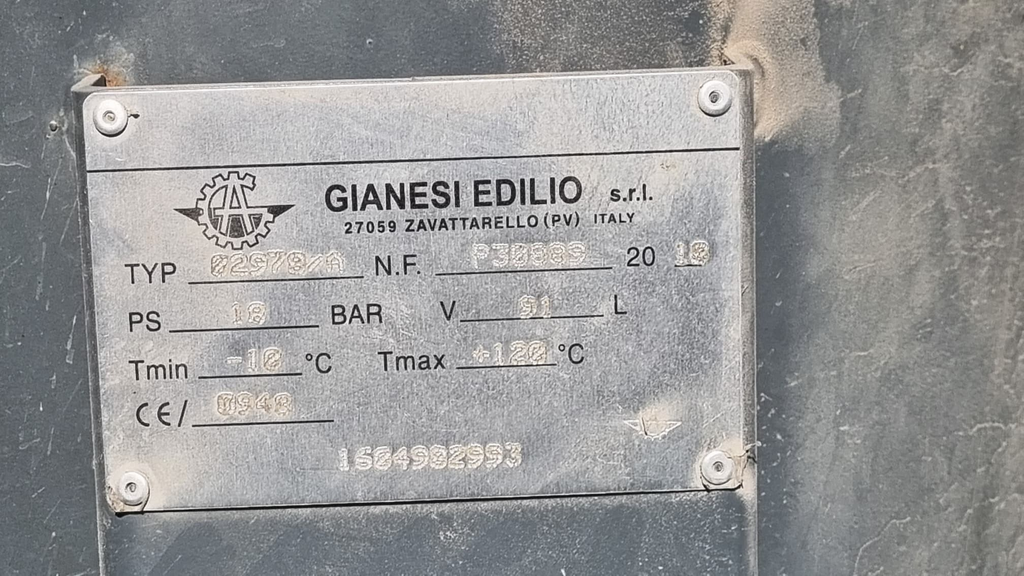 GIANESI EDILIO s.r.l.
27059 ZAVATTARELLO (PV) ITALY
TYP 02978/A N.F. P30889 20 18
PS 18 BAR V 91 L
Tmin -10 °C Tmax +120 °C
CE/ 0948
1604902993